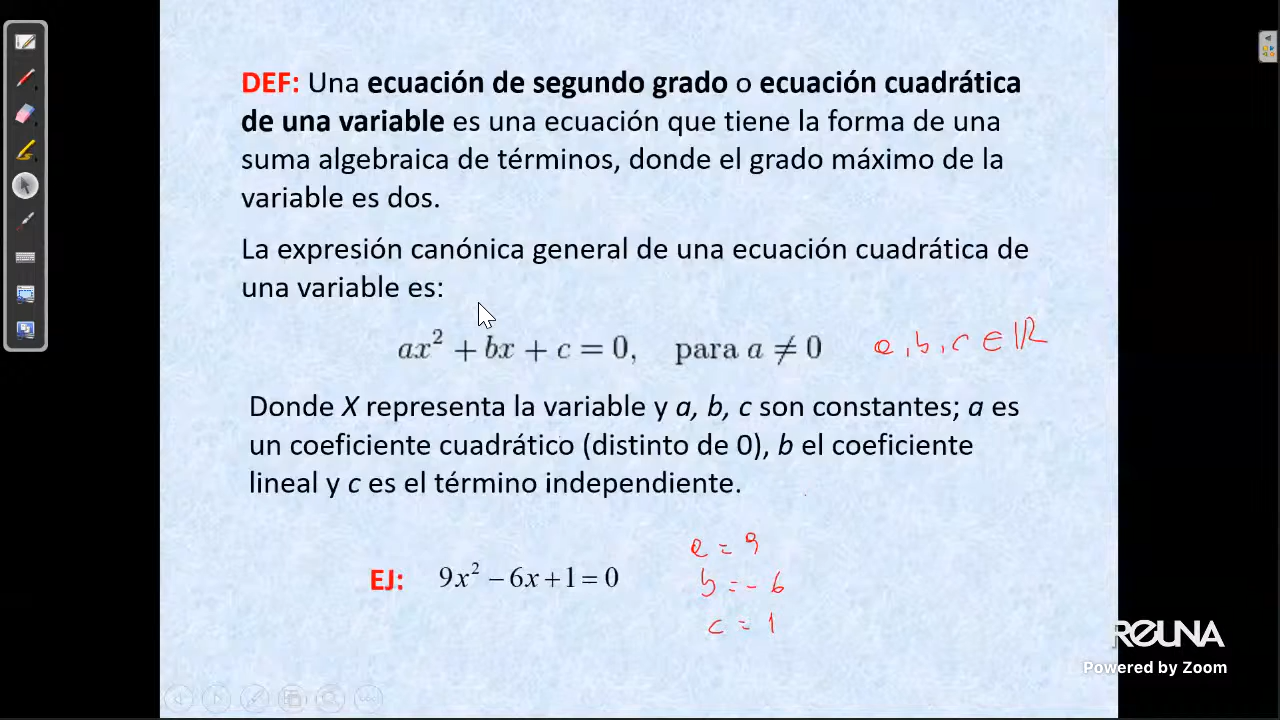 DEF: Una ecuación de segundo grado o ecuación cuadrática
de una variable es una ecuación que tiene la forma de una
suma algebraica de términos, donde el grado máximo de la
variable es dos.
La expresión canónica general de una ecuación cuadrática de
una variable es:
ax² + bx + c = 0, para a ≠ 0 a, b, c ∈ ℝ
Donde X representa la variable y a, b, c son constantes; a es
un coeficiente cuadrático (distinto de 0), b el coeficiente
lineal y c es el término independiente.
a = 9
EJ: 9x² − 6x + 1 = 0 b = - 6
c = 1
REUNA
Powered by Zoom